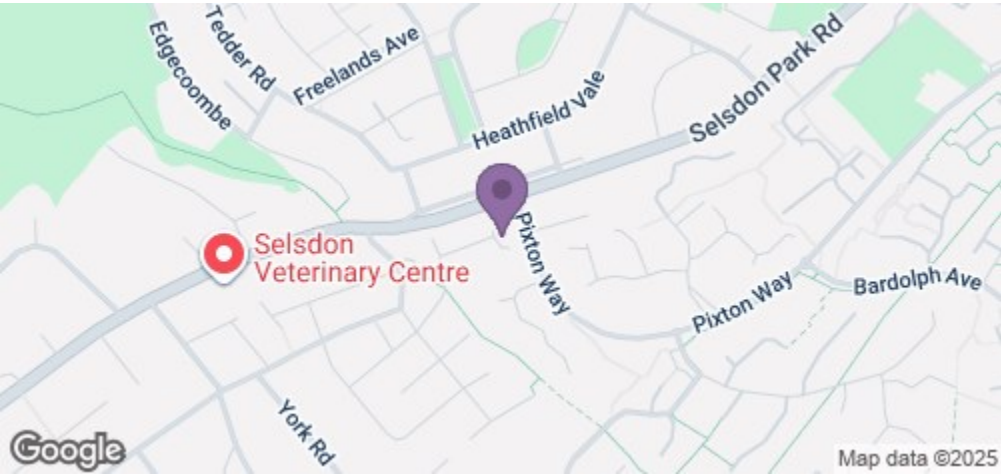 Tedder Rd
Edgecoombe
Freelands Ave
Heathfield Vale
Selsdon Park Rd
Selsdon
Veterinary Centre
Pixton Way
Pixton Way
Bardolph Ave
York Rd
Google
Map data ©2025